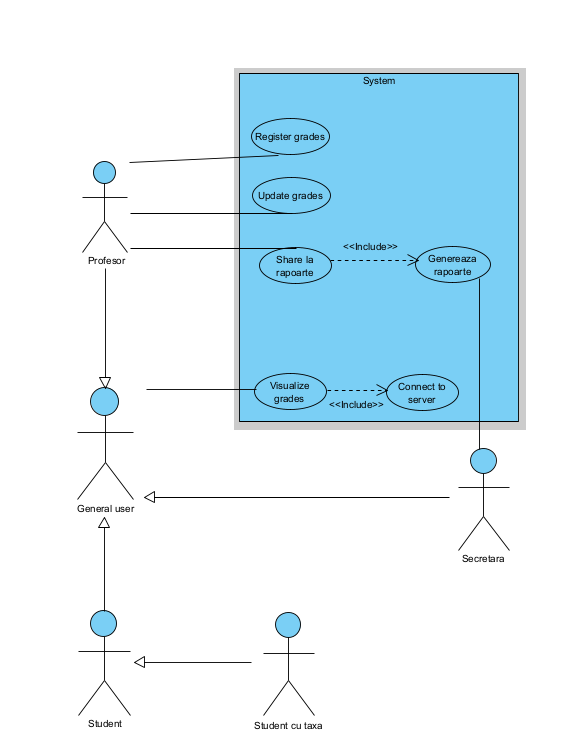 System
Register grades
Update grades
<<Include>>
Share la
rapoarte
Genereaza
rapoarte
Profesor
Visualize
grades
Connect to
server
<<Include>>
General user
Secretara
Student
Student cu taxa